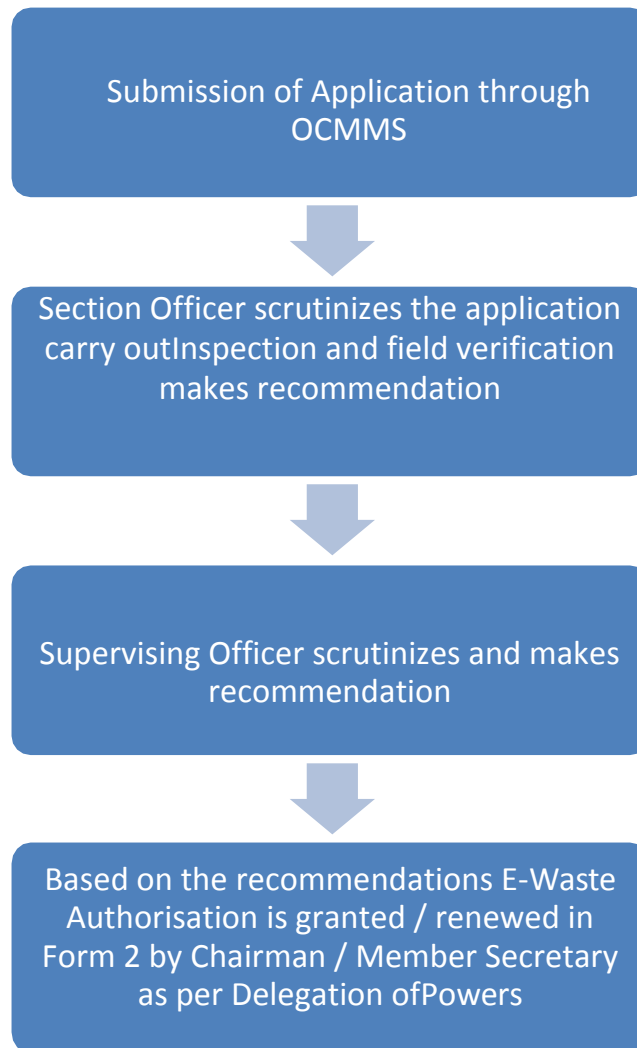 Submission of Application through
OCMMS
Section Officer scrutinizes the application
carry outInspection and field verification
makes recommendation
Supervising Officer scrutinizes and makes
recommendation
Based on the recommendations E-Waste
Authorisation is granted / renewed in
Form 2 by Chairman / Member Secretary
as per Delegation ofPowers